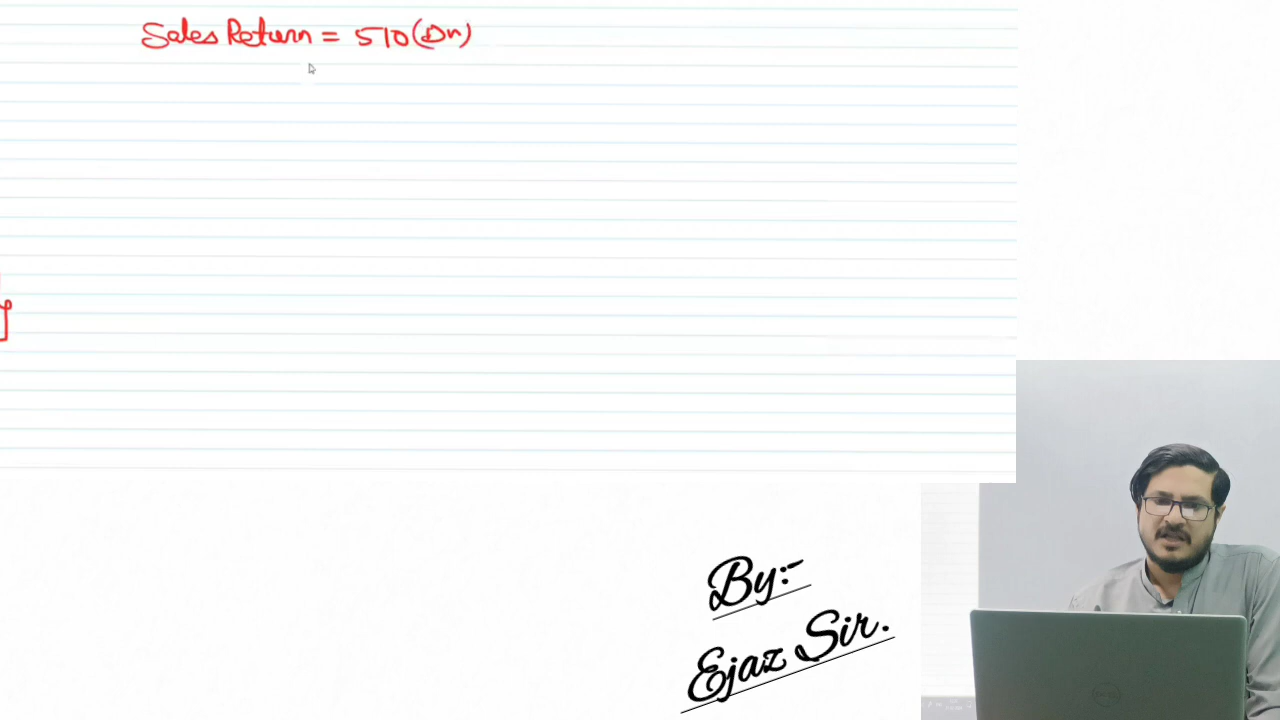 Sales Return = 510 (Dr)
By:-
Ejaz Sir.